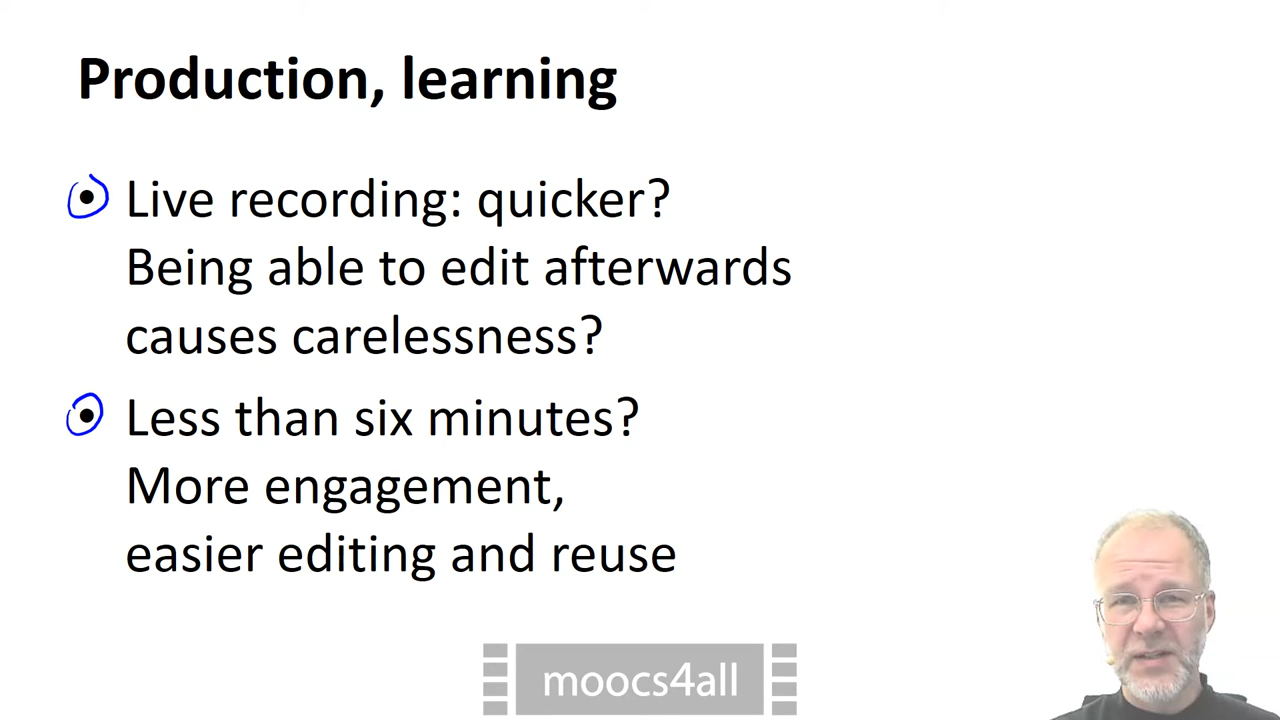 Production, learning
• Live recording: quicker?
Being able to edit afterwards
causes carelessness?
• Less than six minutes?
More engagement,
easier editing and reuse
moocs4all